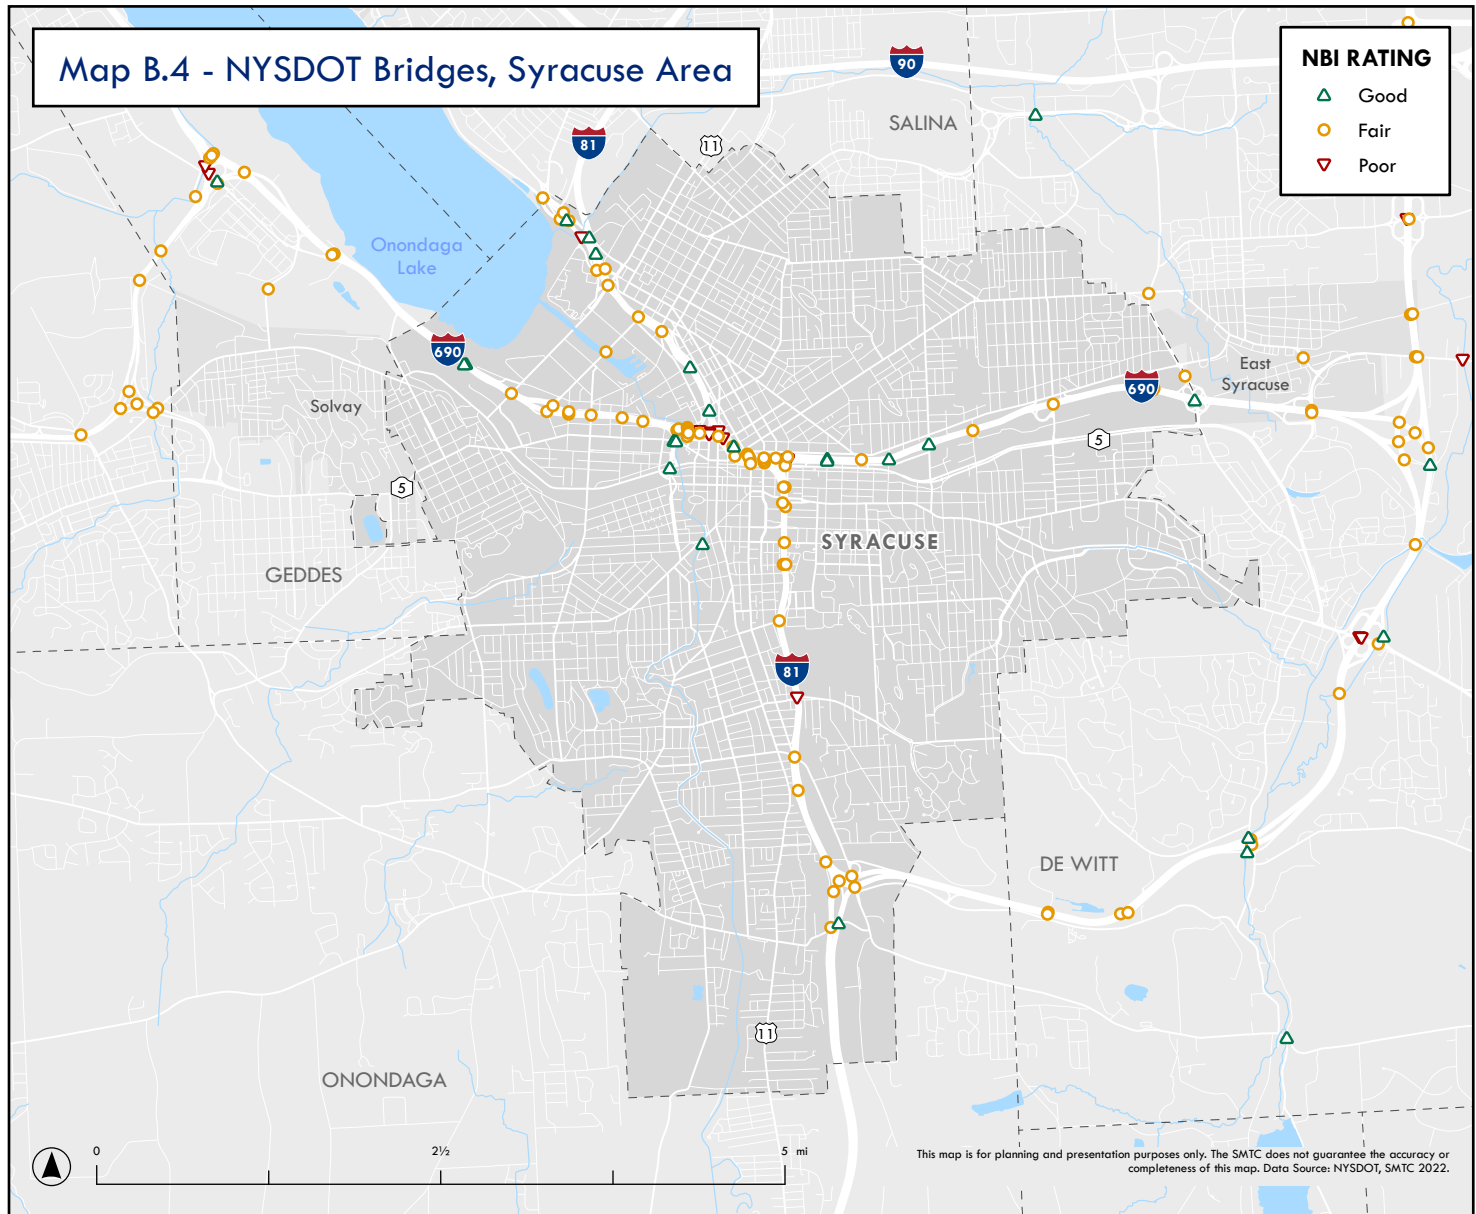 Map B.4 - NYSDOT Bridges, Syracuse Area
NBI RATING
Good
Fair
Poor
90
SALINA
81
11
Onondaga
Lake
690
East
Syracuse
690
Solvay
5
5
SYRACUSE
GEDDES
81
DE WITT
11
ONONDAGA
0
2½
5 mi
This map is for planning and presentation purposes only. The SMTC does not guarantee the accuracy or
completeness of this map. Data Source: NYSDOT, SMTC 2022.